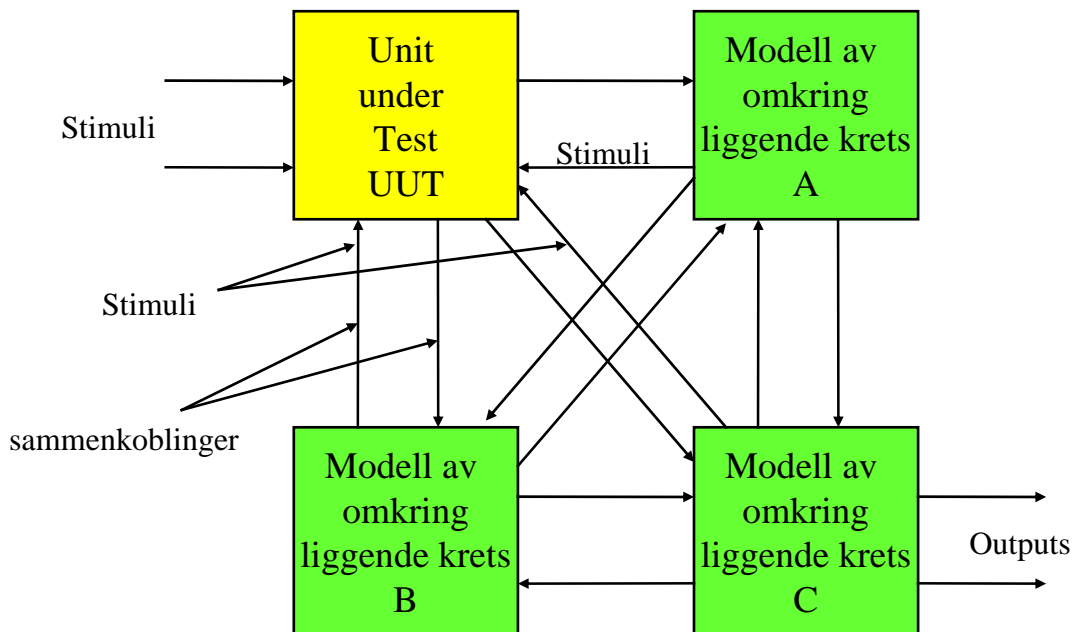 Unit
under
Test
UUT
Modell av
omkring
liggende krets
A
Stimuli
Stimuli
Stimuli
sammenkoblinger
Modell av
omkring
liggende krets
B
Modell av
omkring
liggende krets
C
Outputs